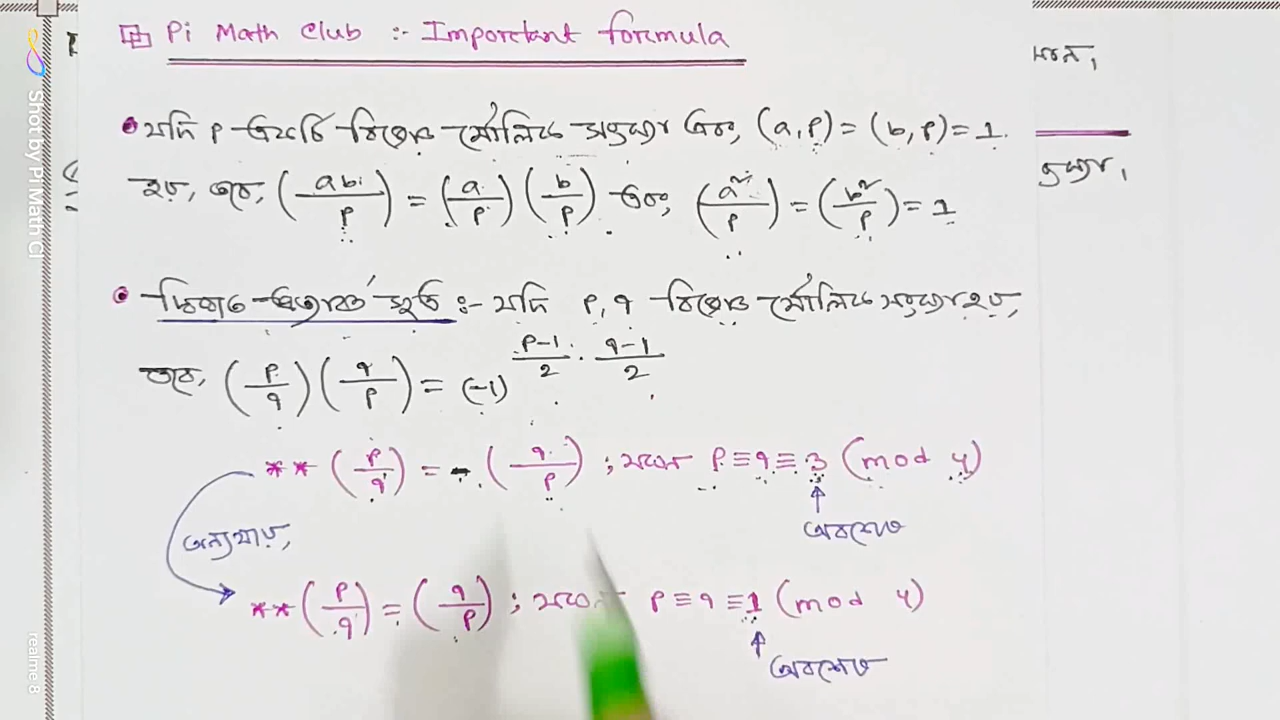 Pi Math Club :- Important formula
• যদি p একটি বিজোড় মৌলিক সংখ্যা এবং, (a, p) = (b, p) = 1.
হয়, তবে, (ab/p) = (a/p)(b/p) এবং, (a²/p) = (b²/p) = 1
• দ্বিঘাত :- যদি p, q বিজোড় মৌলিক সংখ্যা হয়,
তবে, (p/q)(q/p) = (-1)^((p-1)/2 · (q-1)/2)
** (p/q) = - (q/p) ; যখন p ≡ q ≡ 3 (mod 4)
অবশেষ
অন্যথায়,
** (p/q) = (q/p) ; যখন p ≡ q ≡ 1 (mod 4)
অবশেষ
Shot by Pi Math Cl
realme 8